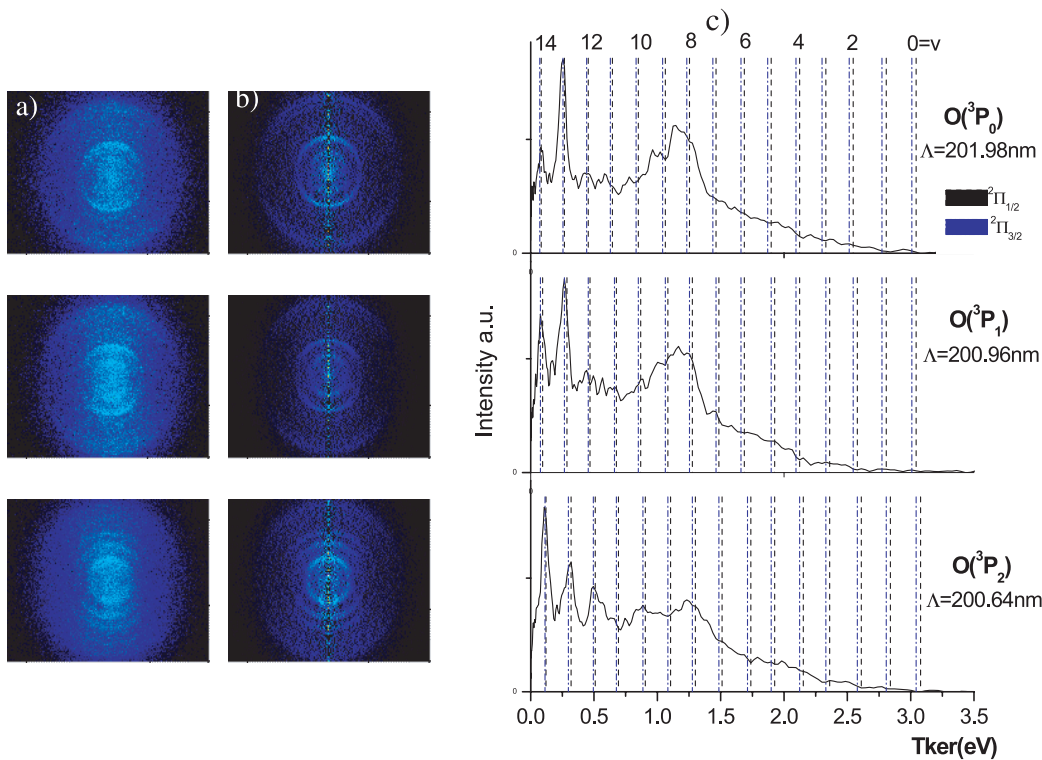 a)
b)
c)
14 12 10 8 6 4 2 0=v
O(³P₀)
Λ=201.98nm
²Π₁/₂
²Π₃/₂
0
0
O(³P₁)
Λ=200.96nm
Intensity a.u.
0
0
O(³P₂)
Λ=200.64nm
0
0.0 0.5 1.0 1.5 2.0 2.5 3.0 3.5
Tker(eV)